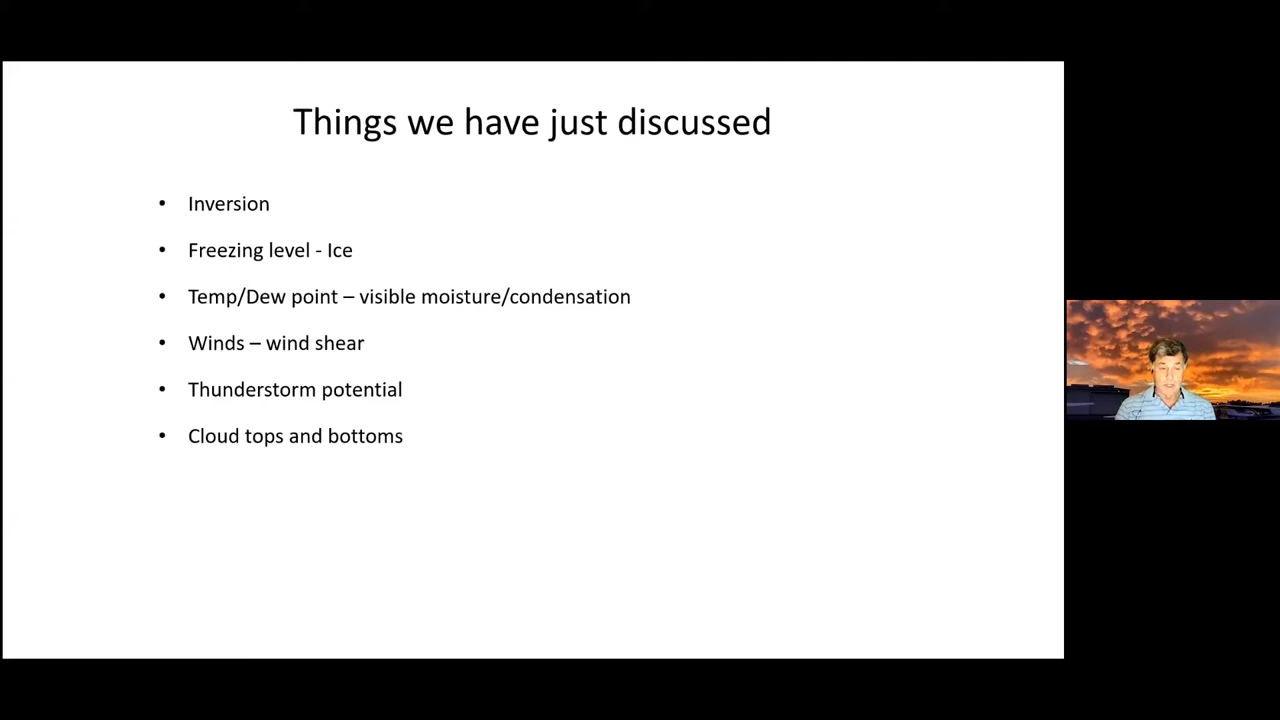 Things we have just discussed
• Inversion
• Freezing level - Ice
• Temp/Dew point – visible moisture/condensation
• Winds – wind shear
• Thunderstorm potential
• Cloud tops and bottoms